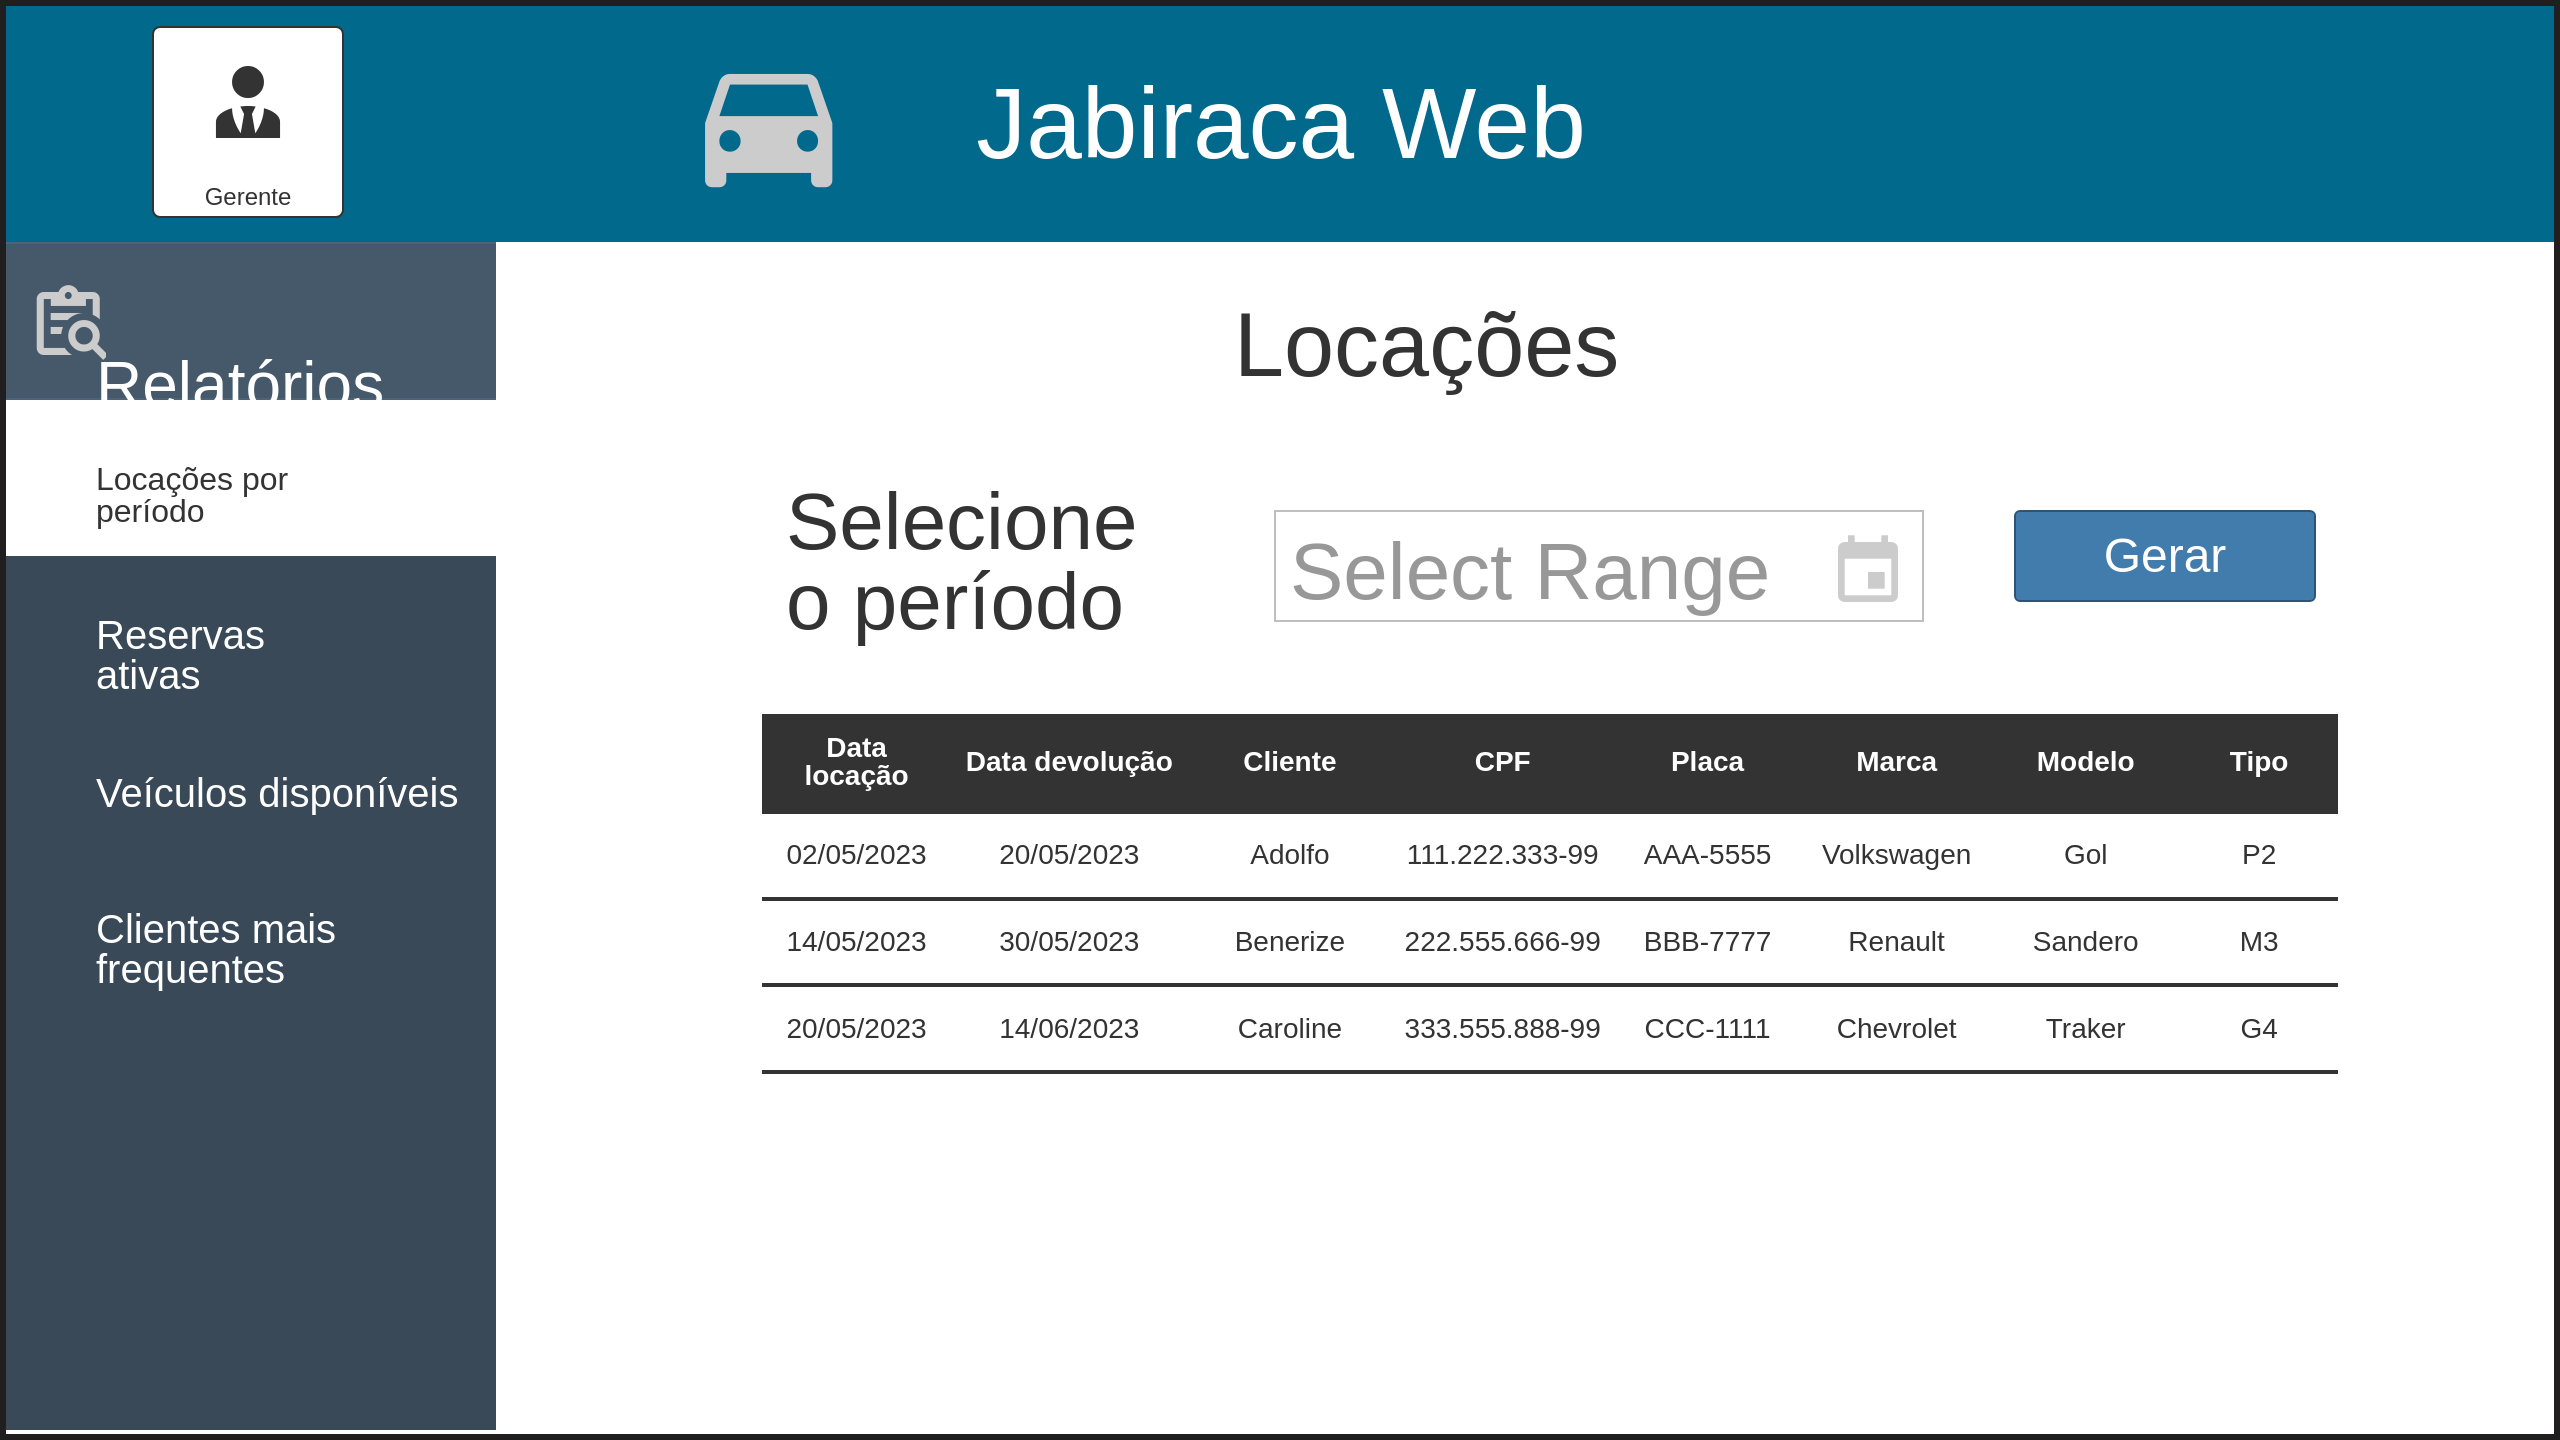 Gerente
Jabiraca Web
Relatórios
Locações por
período
Reservas
ativas
Veículos disponíveis
Clientes mais
frequentes
Locações
Selecione
o período
Select Range
Gerar
Data
locação
Data devolução
Cliente
CPF
Placa
Marca
Modelo
Tipo
02/05/2023 20/05/2023 Adolfo 111.222.333-99 AAA-5555 Volkswagen Gol P2
14/05/2023 30/05/2023 Benerize 222.555.666-99 BBB-7777 Renault Sandero M3
20/05/2023 14/06/2023 Caroline 333.555.888-99 CCC-1111 Chevrolet Traker G4